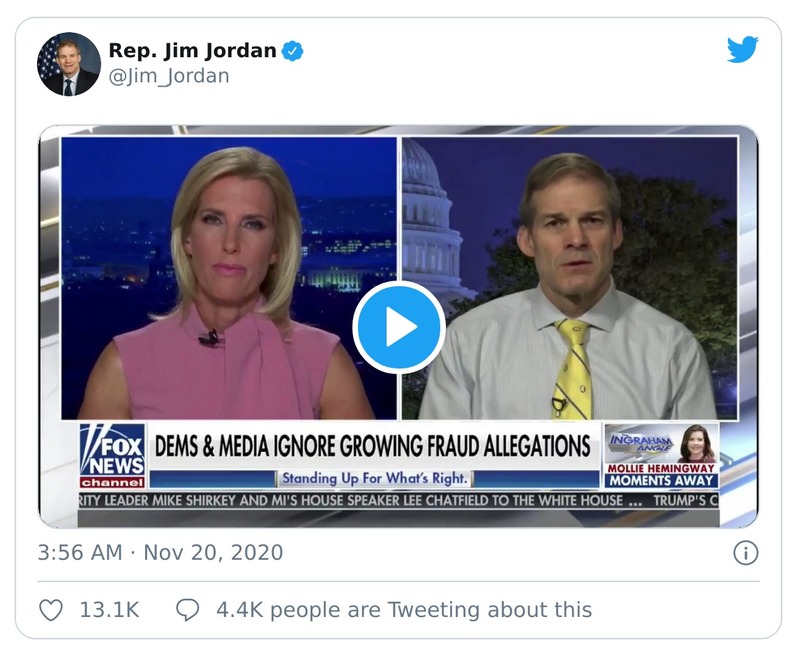 Rep. Jim Jordan
@Jim_Jordan
DEMS & MEDIA IGNORE GROWING FRAUD ALLEGATIONS
FOX
NEWS
channel
Standing Up For What's Right.
THE
INGRAHAM
ANGLE
MOLLIE HEMINGWAY
MOMENTS AWAY
RITY LEADER MIKE SHIRKEY AND MI'S HOUSE SPEAKER LEE CHATFIELD TO THE WHITE HOUSE ... TRUMP'S C
3:56 AM · Nov 20, 2020
13.1K 4.4K people are Tweeting about this